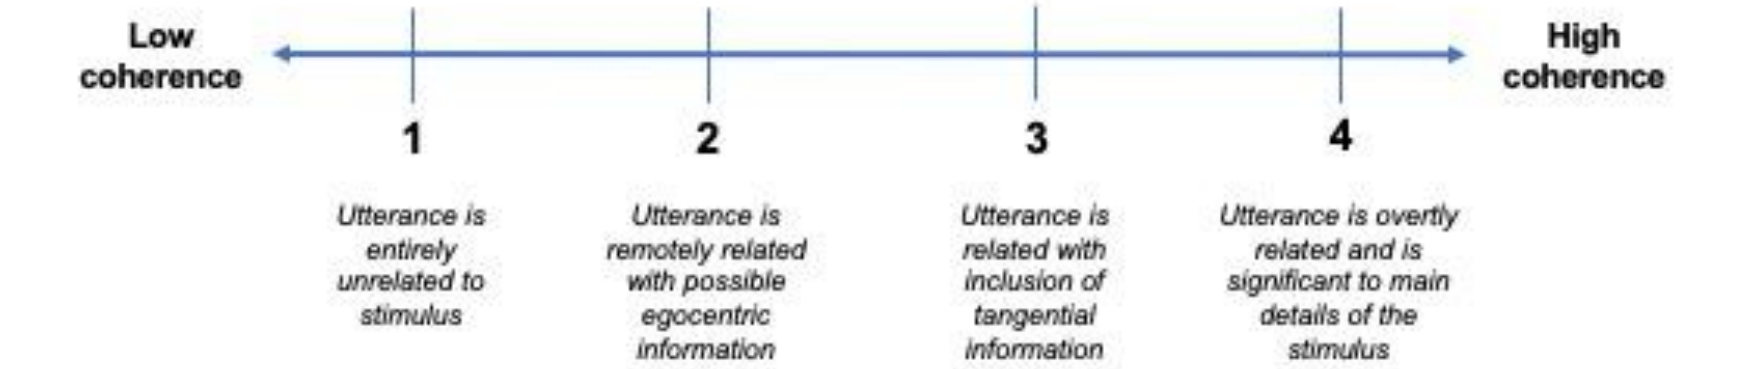 Low
coherence
High
coherence
1
2
3
4
Utterance is
entirely
unrelated to
stimulus
Utterance is
remotely related
with possible
egocentric
information
Utterance is
related with
inclusion of
tangential
information
Utterance is overtly
related and is
significant to main
details of the
stimulus